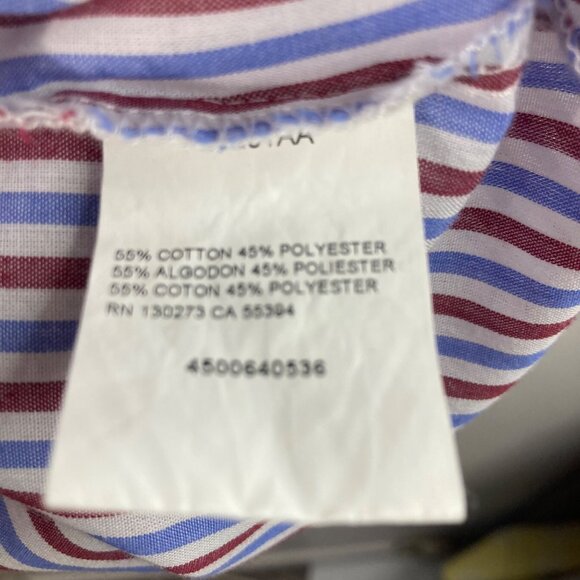 55% COTTON 45% POLYESTER
55% ALGODON 45% POLIESTER
55% COTON 45% POLYESTER
RN 130273 CA 55394
4500640536